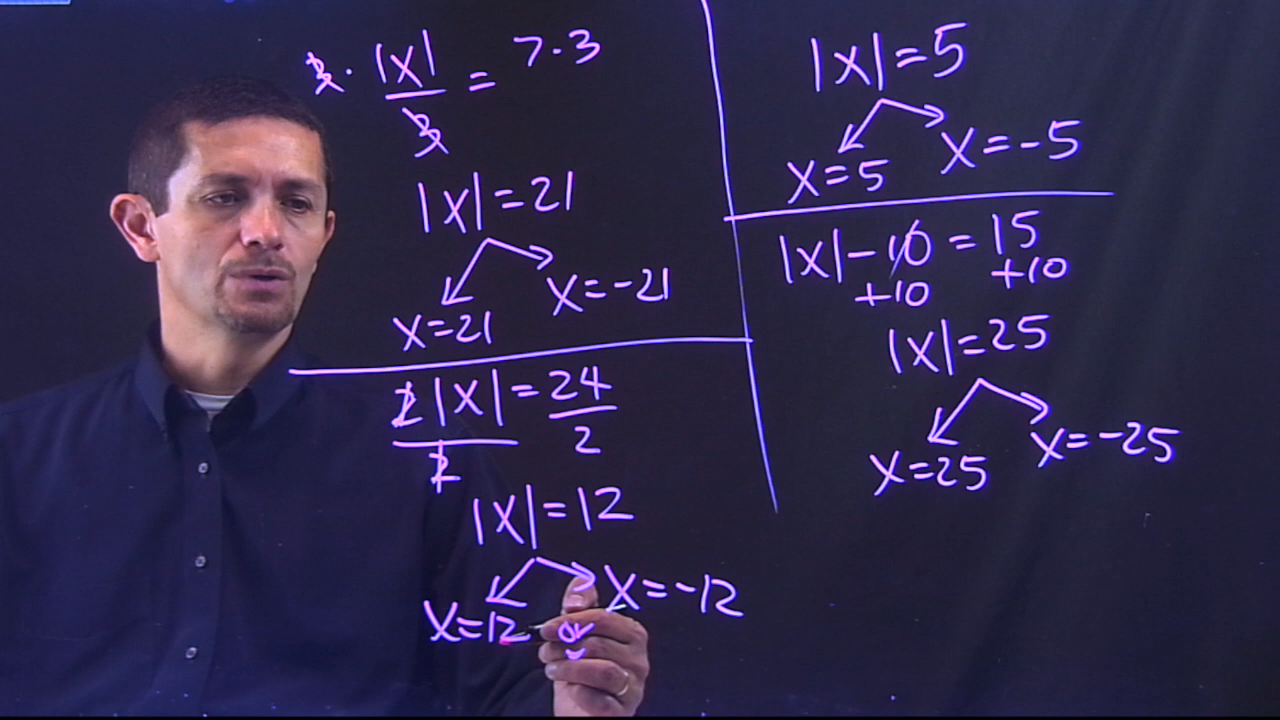 3 · |X| / 3 = 7 · 3
|X| = 21
X = 21 X = -21
2|X| / 2 = 24 / 2
|X| = 12
X = 12 or X = -12
|X| = 5
X = 5 X = -5
|X| - 10 = 15
+10 +10
|X| = 25
X = 25 X = -25